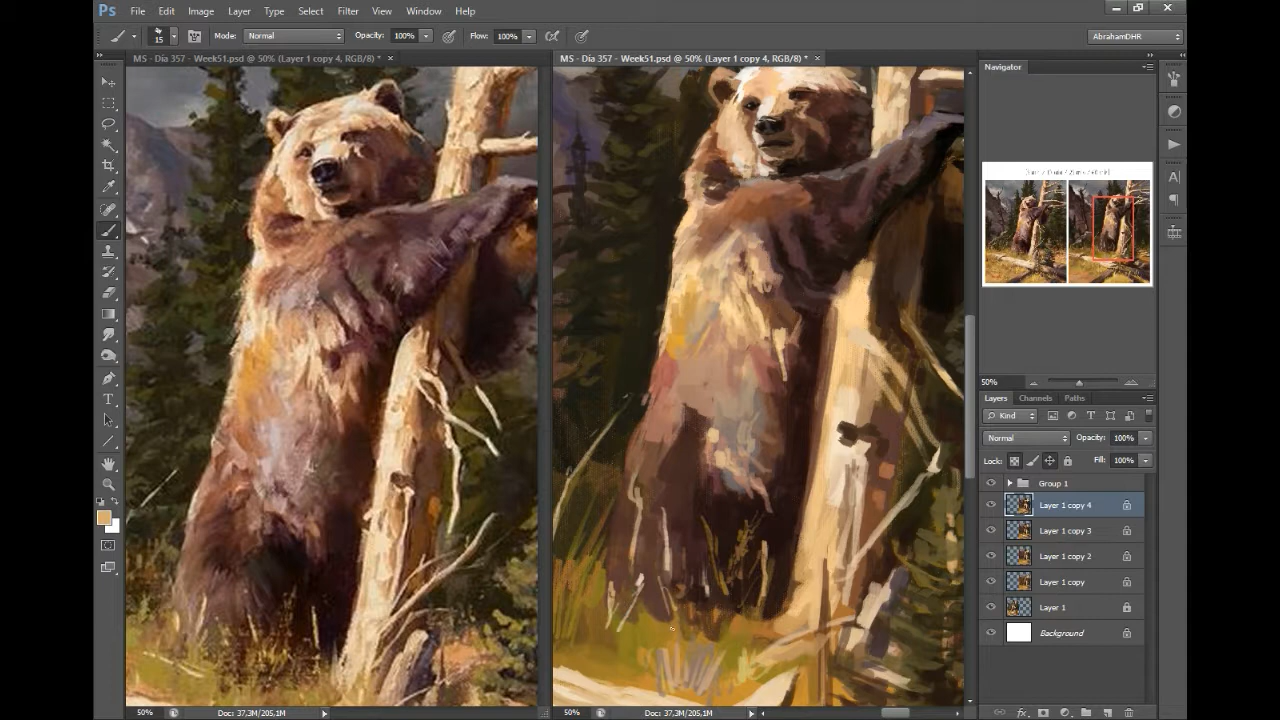 Ps File Edit Image Layer Type Select Filter View Window Help
15 Mode: Normal Opacity: 100% Flow: 100% AbrahamDHR
MS - Dia 357 - Week51.psd @ 50% (Layer 1 copy 4, RGB/8) *
MS - Dia 357 - Week51.psd @ 50% (Layer 1 copy 4, RGB/8) *
Navigator
50%
Layers Channels Paths
Kind
Normal Opacity: 100%
Lock: Fill: 100%
Group 1
Layer 1 copy 4
Layer 1 copy 3
Layer 1 copy 2
Layer 1 copy
Layer 1
Background
50% Doc: 37,3M/205,1M
50% Doc: 37,3M/205,1M